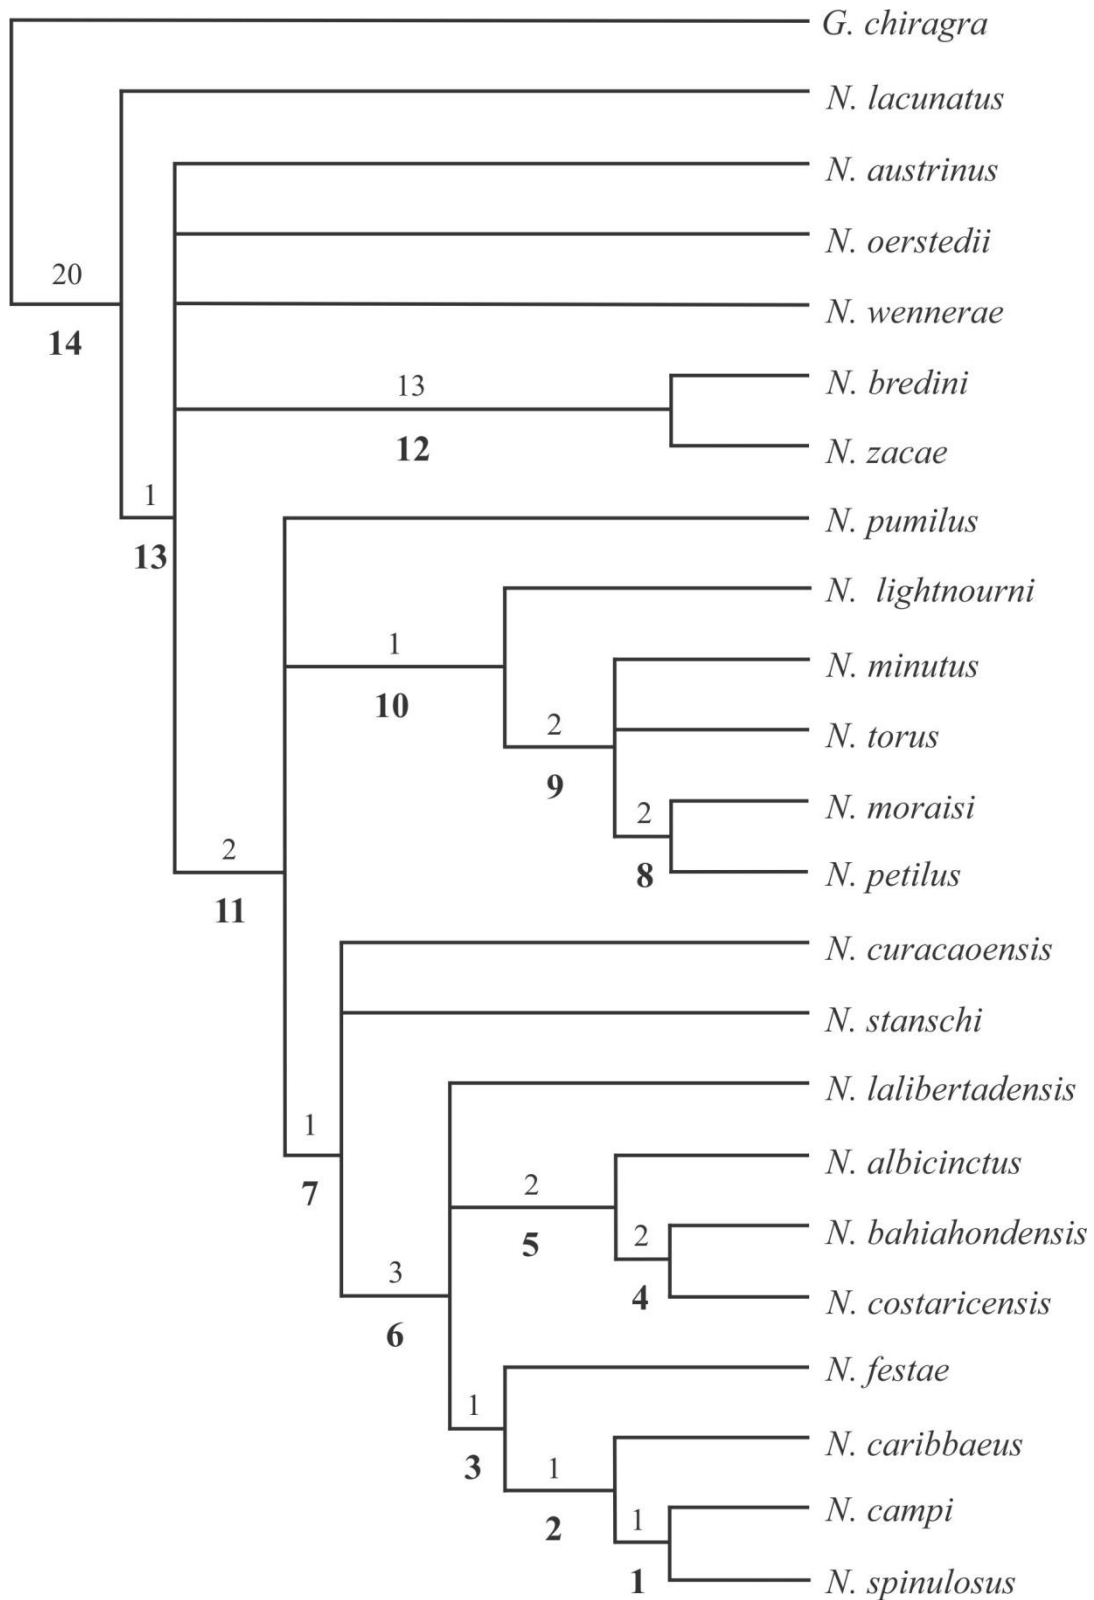 G. chiragra
N. lacunatus
N. austrinus
N. oerstedii
20
N. wennerae
14
13
N. bredini
12
N. zacae
1
N. pumilus
13
N. lightnourni
1
N. minutus
10
2
N. torus
9
2
N. moraisi
2
8
N. petilus
11
N. curacaoensis
N. stanschi
N. lalibertadensis
1
N. albicinctus
7
2
5
2
N. bahiahondensis
3
4
N. costaricensis
6
N. festae
1
N. caribbaeus
3
1
2
N. campi
1
1
N. spinulosus